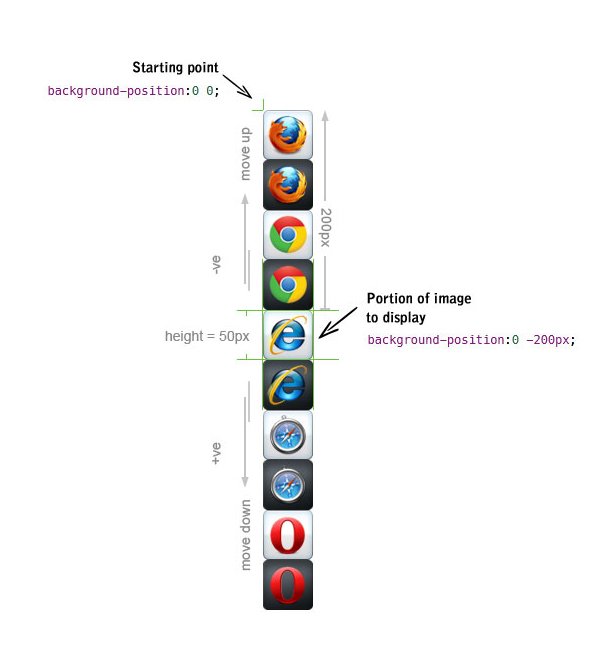 Starting point
background-position:0 0;
move up
200px
-ve
Portion of image
to display
height = 50px
background-position:0 -200px;
+ve
move down